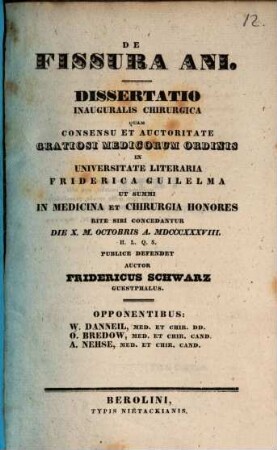 12.
DE
FISSURA ANI.
DISSERTATIO
INAUGURALIS CHIRURGICA
QUAM
CONSENSU ET AUCTORITATE
GRATIOSI MEDICORUM ORDINIS
IN
UNIVERSITATE LITERARIA
FRIDERICA GUILELMA
UT SUMMI
IN MEDICINA ET CHIRURGIA HONORES
RITE SIBI CONCEDANTUR
DIE X. M. OCTOBRIS A. MDCCCXXXVIII.
H. L. Q. S.
PUBLICE DEFENDET
AUCTOR
FRIDERICUS SCHWARZ
GUESTPHALUS.
OPPONENTIBUS:
W. DANNEIL, MED. ET CHIR. DD.
O. BREDOW, MED. ET CHIR. CAND.
A. NEHSE, MED. ET CHIR. CAND.
BEROLINI,
TYPIS NIETACKIANIS.